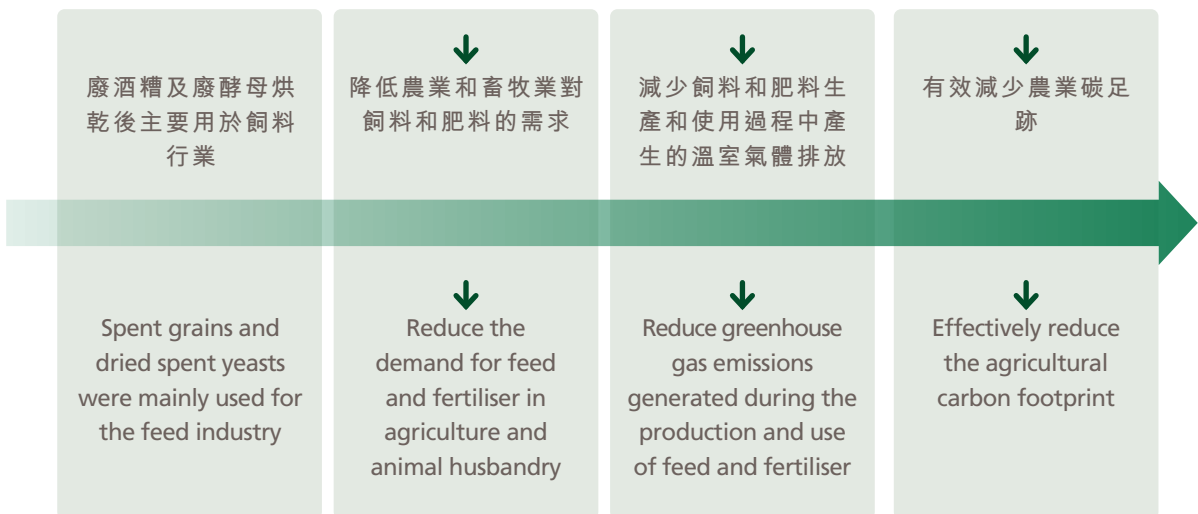 廢酒糟及廢酵母烘
乾後主要用於飼料
行業
降低農業和畜牧業對
飼料和肥料的需求
減少飼料和肥料生
產和使用過程中產
生的溫室氣體排放
有效減少農業碳足
跡
Spent grains and
dried spent yeasts
were mainly used for
the feed industry
Reduce the
demand for feed
and fertiliser in
agriculture and
animal husbandry
Reduce greenhouse
gas emissions
generated during the
production and use
of feed and fertiliser
Effectively reduce
the agricultural
carbon footprint